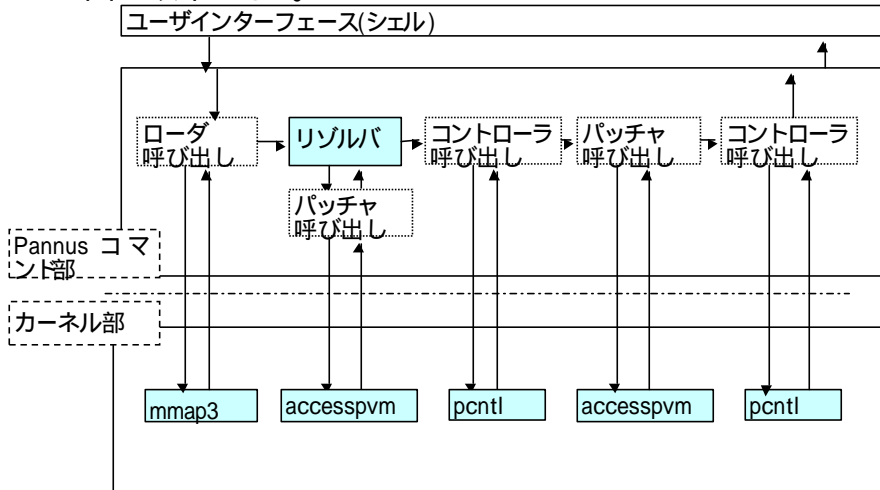 ユーザインターフェース(シェル)
ローダ
呼び出し
リゾルバ
コントローラ
呼び出し
パッチャ
呼び出し
コントローラ
呼び出し
パッチャ
呼び出し
Pannus コマ
ンド部
カーネル部
mmap3
accesspvm
pcntl
accesspvm
pcntl